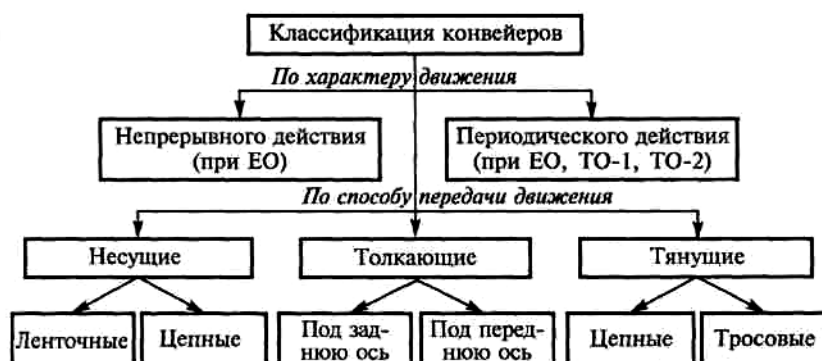 Классификация конвейеров
По характеру движения
Непрерывного действия
(при ЕО)
Периодического действия
(при ЕО, ТО-1, ТО-2)
По способу передачи движения
Несущие
Толкающие
Тянущие
Ленточные
Цепные
Под зад-
нюю ось
Под перед-
нюю ось
Цепные
Тросовые